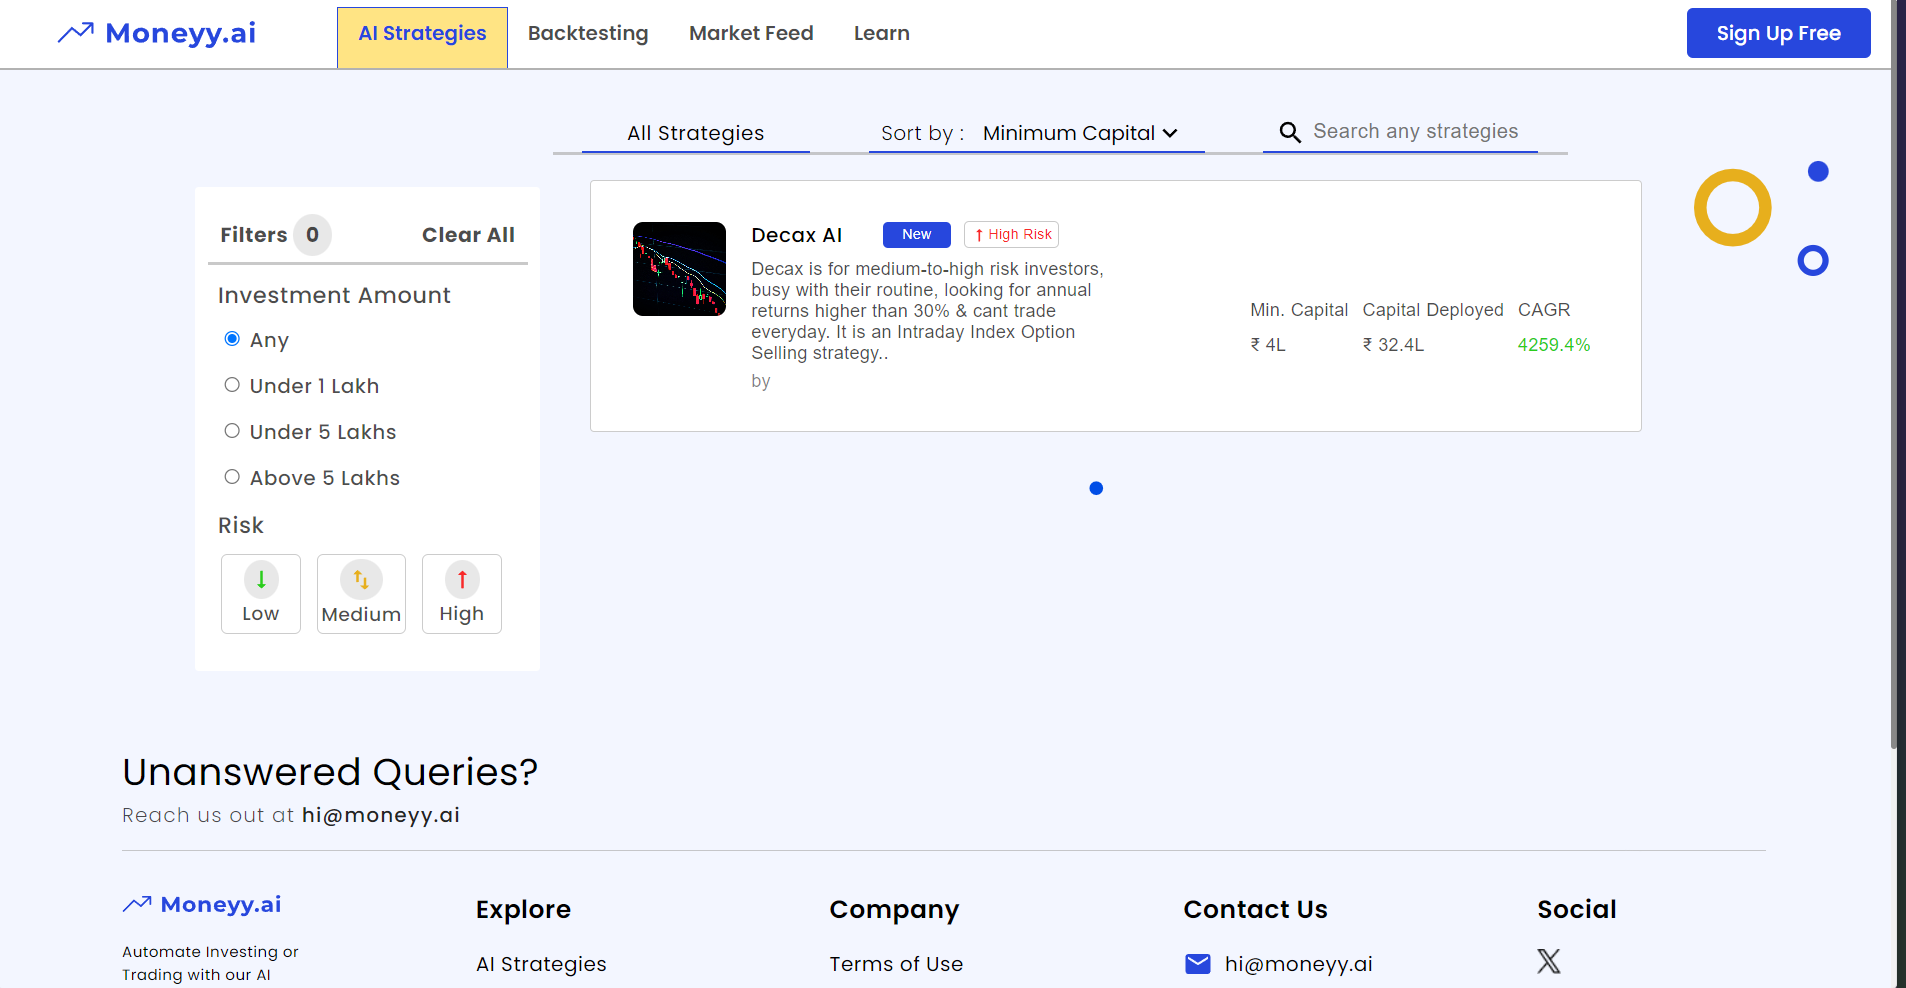 Moneyy.ai
AI Strategies
Backtesting
Market Feed
Learn
Sign Up Free
All Strategies
Sort by : Minimum Capital
Search any strategies
Filters 0
Clear All
Investment Amount
Any
Under 1 Lakh
Under 5 Lakhs
Above 5 Lakhs
Risk
Low
Medium
High
Decax AI
New
High Risk
Decax is for medium-to-high risk investors,
busy with their routine, looking for annual
returns higher than 30% & cant trade
everyday. It is an Intraday Index Option
Selling strategy..
by
Min. Capital
₹ 4L
Capital Deployed
₹ 32.4L
CAGR
4259.4%
Unanswered Queries?
Reach us out at hi@moneyy.ai
Moneyy.ai
Automate Investing or
Trading with our AI
Explore
AI Strategies
Company
Terms of Use
Contact Us
hi@moneyy.ai
Social